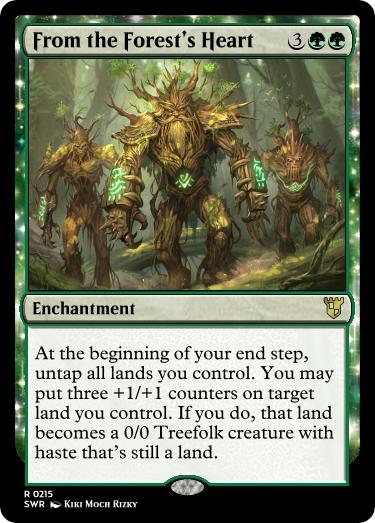 From the Forest's Heart 3
Enchantment
At the beginning of your end step,
untap all lands you control. You may
put three +1/+1 counters on target
land you control. If you do, that land
becomes a 0/0 Treefolk creature with
haste that's still a land.
R 0215
SWR Kiki Moch Rizky